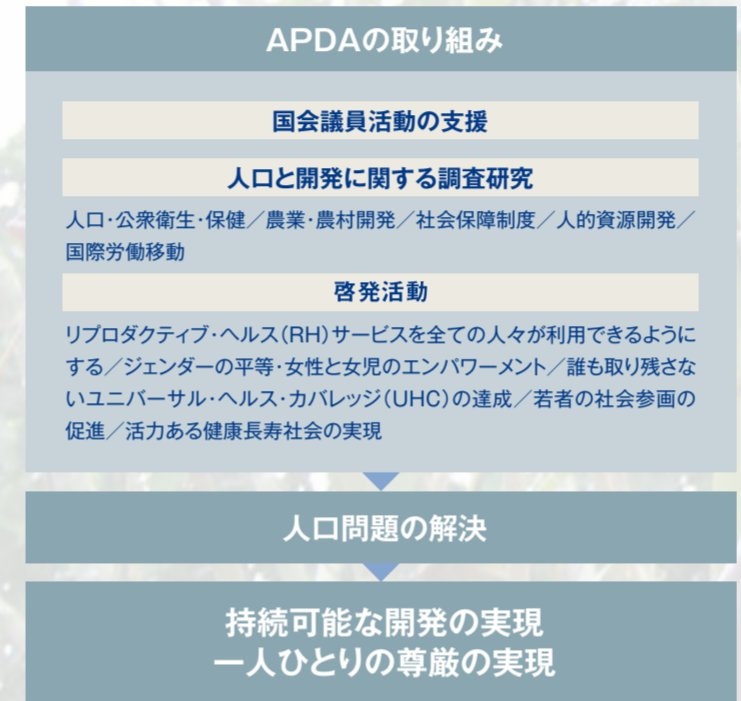 APDAの取り組み
国会議員活動の支援
人口と開発に関する調査研究
人口・公衆衛生・保健／農業・農村開発／社会保障制度／人的資源開発／
国際労働移動
啓発活動
リプロダクティブ・ヘルス（RH）サービスを全ての人々が利用できるように
する／ジェンダーの平等・女性と女児のエンパワーメント／誰も取り残さな
いユニバーサル・ヘルス・カバレッジ（UHC）の達成／若者の社会参画の
促進／活力ある健康長寿社会の実現
人口問題の解決
持続可能な開発の実現
一人ひとりの尊厳の実現